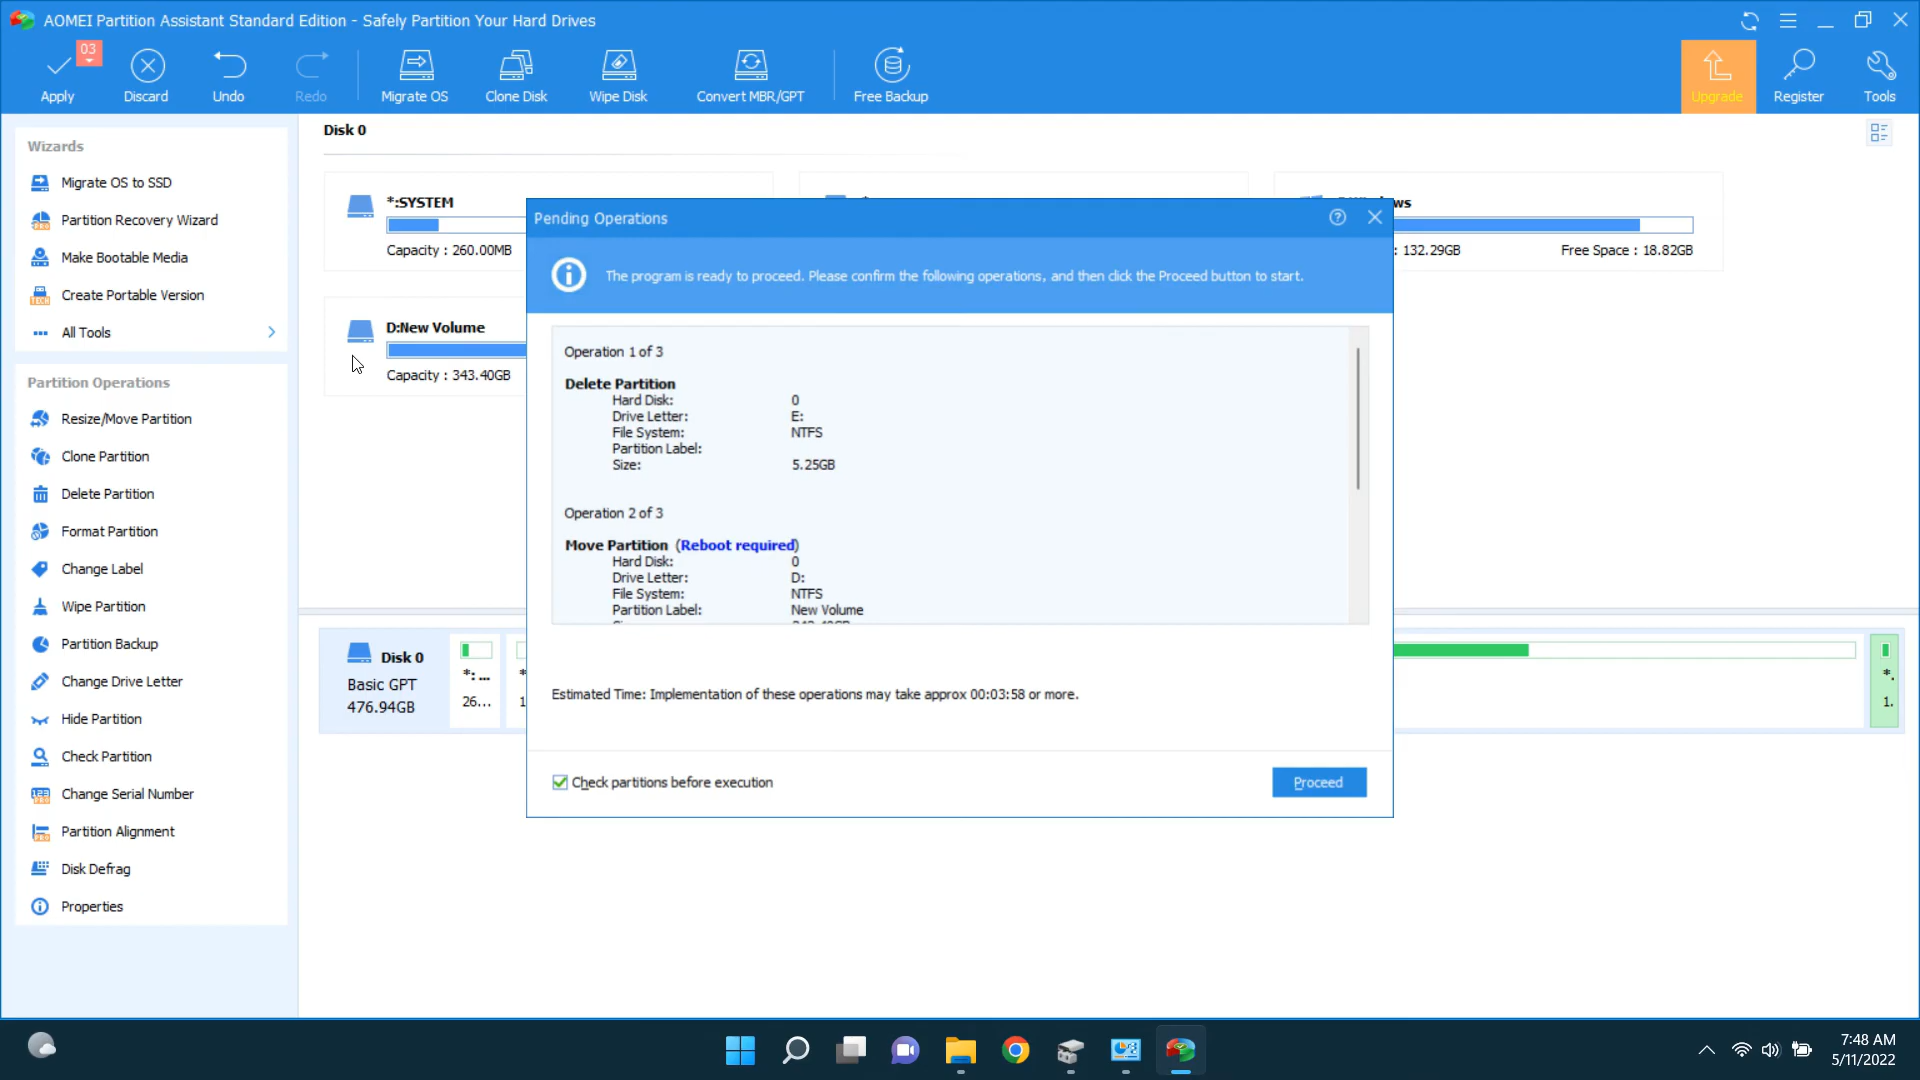 AOMEI Partition Assistant Standard Edition - Safely Partition Your Hard Drives
03
Apply Discard Undo Redo Migrate OS Clone Disk Wipe Disk Convert MBR/GPT Free Backup Upgrade Register Tools
Wizards
Migrate OS to SSD
Partition Recovery Wizard
Make Bootable Media
Create Portable Version
All Tools
Partition Operations
Resize/Move Partition
Clone Partition
Delete Partition
Format Partition
Change Label
Wipe Partition
Partition Backup
Change Drive Letter
Hide Partition
Check Partition
Change Serial Number
Partition Alignment
Disk Defrag
Properties
Disk 0
*:SYSTEM
Capacity : 260.00MB
ws
: 132.29GB Free Space : 18.82GB
D:New Volume
Capacity : 343.40GB
Pending Operations
The program is ready to proceed. Please confirm the following operations, and then click the Proceed button to start.
Operation 1 of 3
Delete Partition
Hard Disk: 0
Drive Letter: E:
File System: NTFS
Partition Label:
Size: 5.25GB
Operation 2 of 3
Move Partition (Reboot required)
Hard Disk: 0
Drive Letter: D:
File System: NTFS
Partition Label: New Volume
Estimated Time: Implementation of these operations may take approx 00:03:58 or more.
Check partitions before execution
Proceed
Disk 0
Basic GPT
476.94GB
*: ...
26...
*
1
*.
1.
7:48 AM
5/11/2022